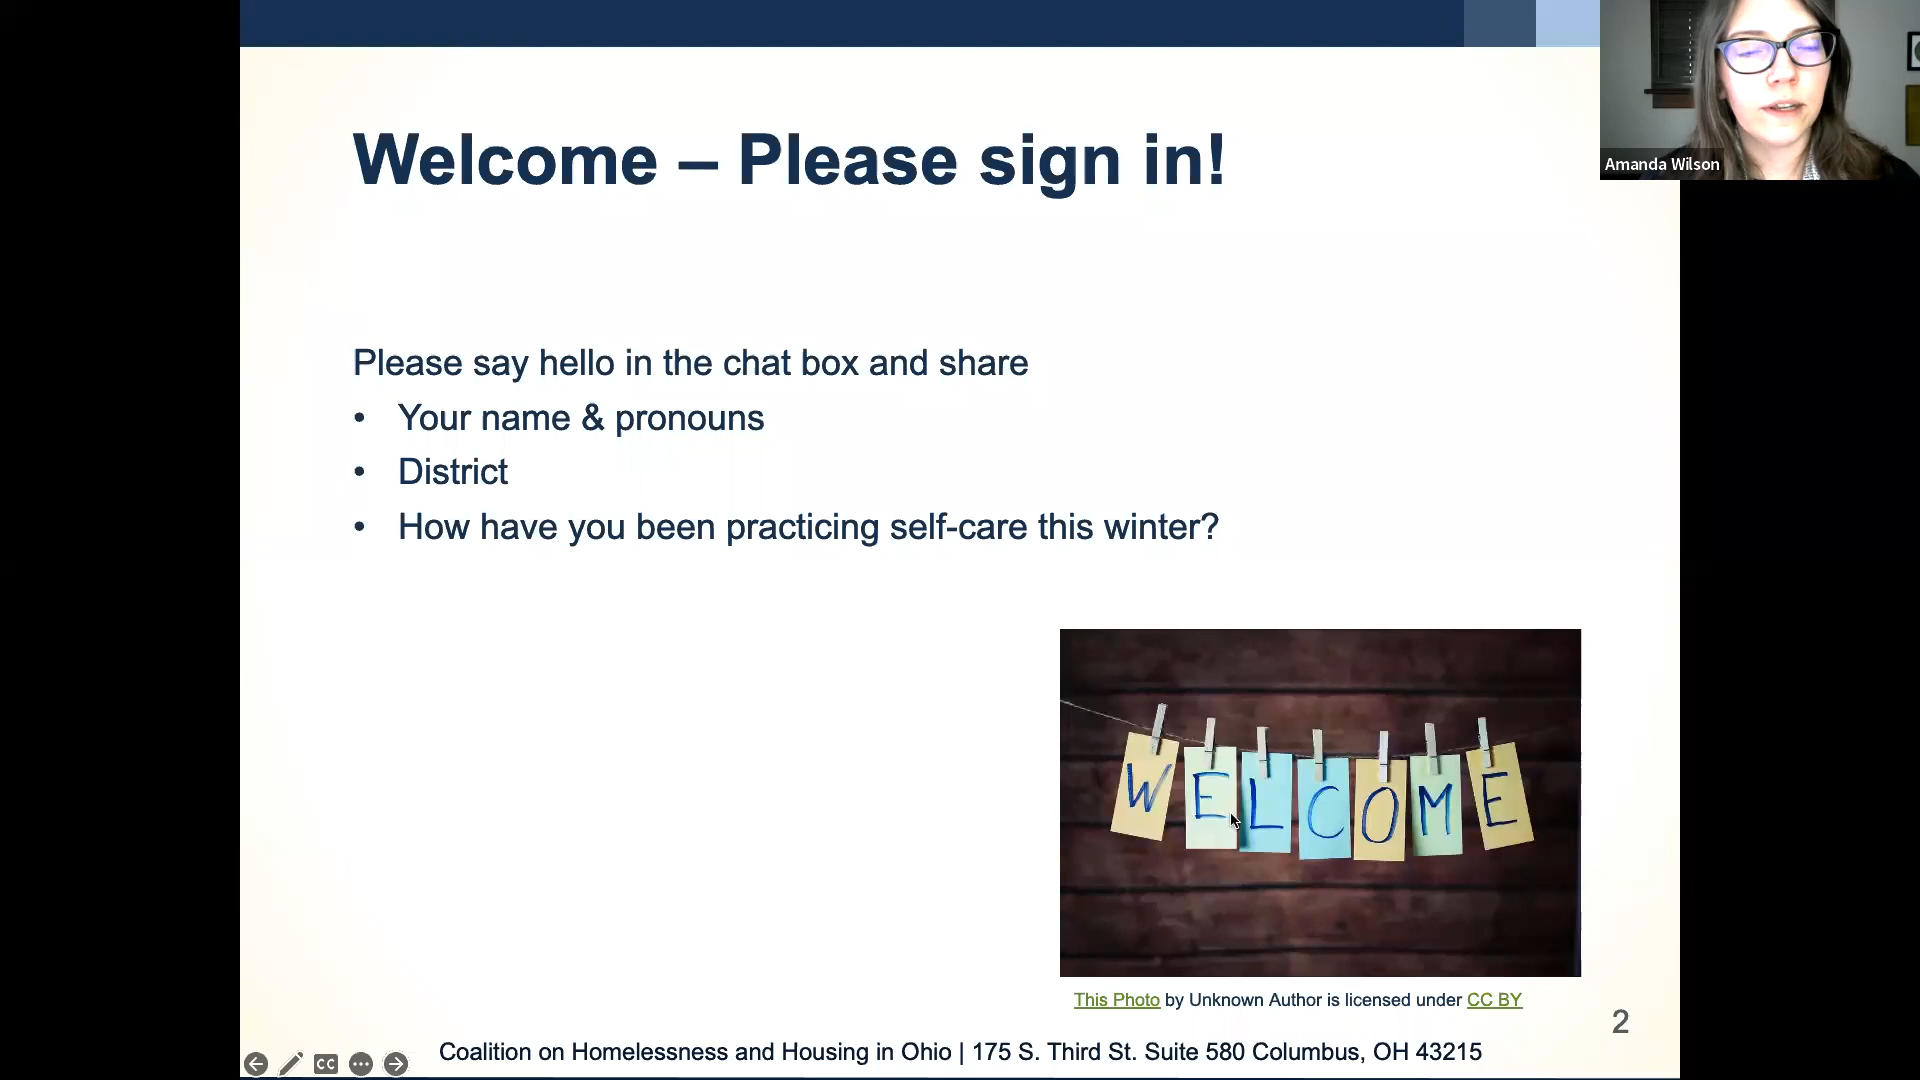 Welcome – Please sign in!
Amanda Wilson
Please say hello in the chat box and share
• Your name & pronouns
• District
• How have you been practicing self-care this winter?
WELCOME
This Photo by Unknown Author is licensed under CC BY
2
CC
Coalition on Homelessness and Housing in Ohio | 175 S. Third St. Suite 580 Columbus, OH 43215